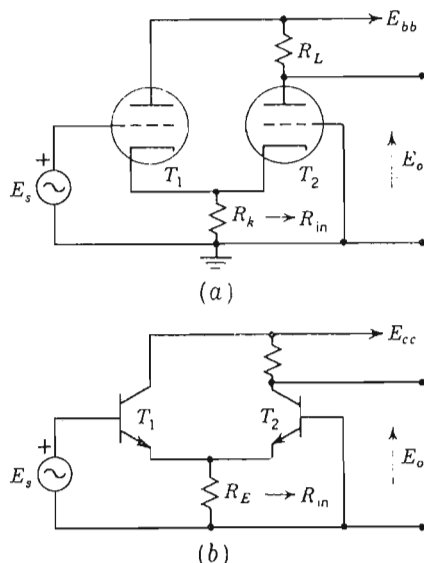 E_bb
R_L
+
E_s
T_1
T_2
E_o
R_k → R_in
(a)
E_cc
+
E_s
T_1
T_2
E_o
R_E → R_in
(b)